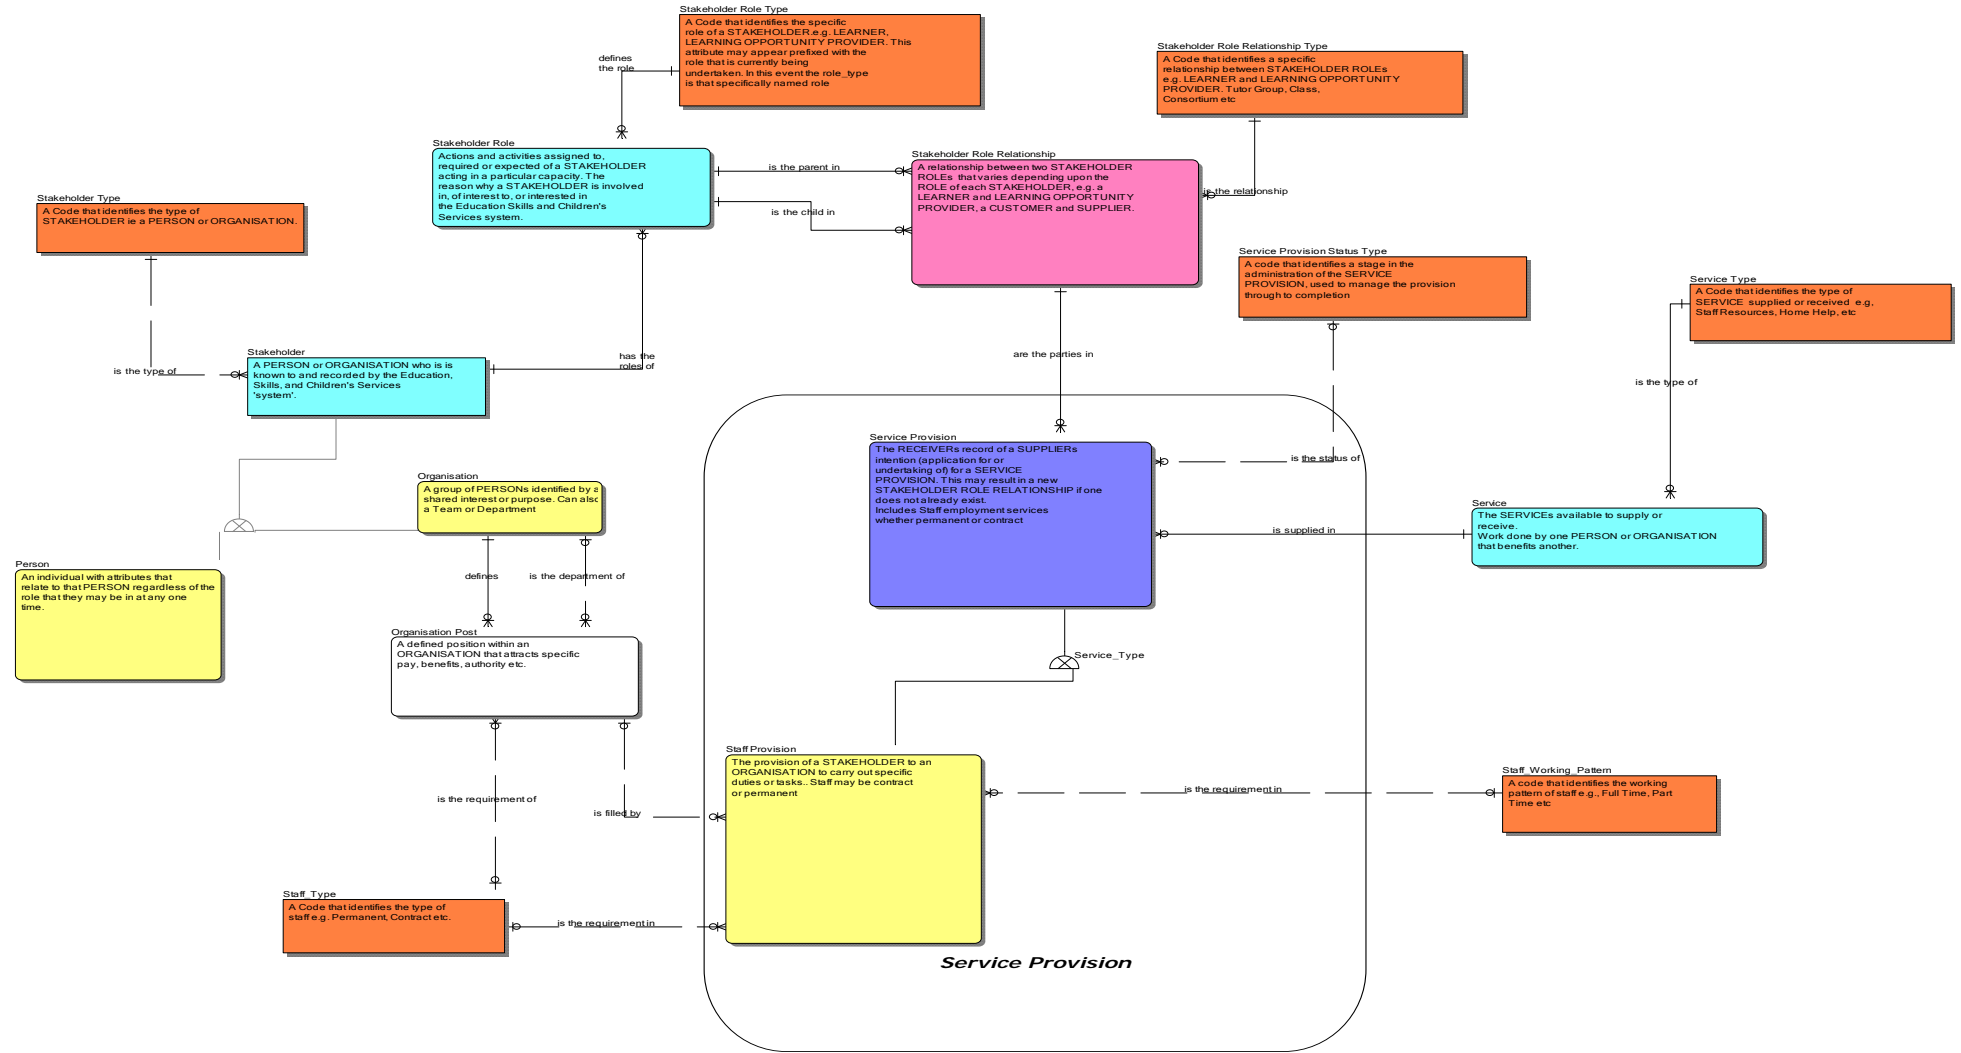 Stakeholder Role Type
A Code that identifies the specific
role of a STAKEHOLDER.e.g. LEARNER,
LEARNING OPPORTUNITY PROVIDER. This
attribute may appear prefixed with the
role that is currently being
undertaken. In this event the role_type
is that specifically named role
defines
the role
Stakeholder Role Relationship Type
A Code that identifies a specific
relationship between STAKEHOLDER ROLEs
e.g. LEARNER and LEARNING OPPORTUNITY
PROVIDER. Tutor Group, Class,
Consortium etc
Stakeholder Role
Actions and activities assigned to,
required or expected of a STAKEHOLDER
acting in a particular capacity. The
reason why a STAKEHOLDER is involved
in, of interest to, or interested in
the Education Skills and Children's
Services system.
is the parent in
is the child in
Stakeholder Role Relationship
A relationship between two STAKEHOLDER
ROLEs that varies depending upon the
ROLE of each STAKEHOLDER, e.g. a
LEARNER and LEARNING OPPORTUNITY
PROVIDER, a CUSTOMER and SUPPLIER.
is the relationship
Stakeholder Type
A Code that identifies the type of
STAKEHOLDER ie a PERSON or ORGANISATION.
Service Provision Status Type
A code that identifies a stage in the
administration of the SERVICE
PROVISION, used to manage the provision
through to completion
Service Type
A Code that identifies the type of
SERVICE supplied or received e.g,
Staff Resources, Home Help, etc
is the type of
Stakeholder
A PERSON or ORGANISATION who is is
known to and recorded by the Education,
Skills, and Children's Services
'system'.
has the
roles of
are the parties in
is the type of
Service Provision
The RECEIVERs record of a SUPPLIERs
intention (application for or
undertaking of) for a SERVICE
PROVISION. This may result in a new
STAKEHOLDER ROLE RELATIONSHIP if one
does not already exist.
Includes Staff employment services
whether permanent or contract
is the status of
Organisation
A group of PERSONs identified by a
shared interest or purpose. Can also
a Team or Department
Service
The SERVICEs available to supply or
receive.
Work done by one PERSON or ORGANISATION
that benefits another.
is supplied in
Person
An individual with attributes that
relate to that PERSON regardless of the
role that they may be in at any one
time.
defines
is the department of
Organisation Post
A defined position within an
ORGANISATION that attracts specific
pay, benefits, authority etc.
Service_Type
Staff Provision
The provision of a STAKEHOLDER to an
ORGANISATION to carry out specific
duties or tasks.. Staff may be contract
or permanent
is the requirement of
is filled by
is the requirement in
Staff_Working_Pattern
A code that identifies the working
pattern of staff e.g., Full Time, Part
Time etc
Staff_Type
A Code that identifies the type of
staff e.g. Permanent, Contract etc.
is the requirement in
Service Provision